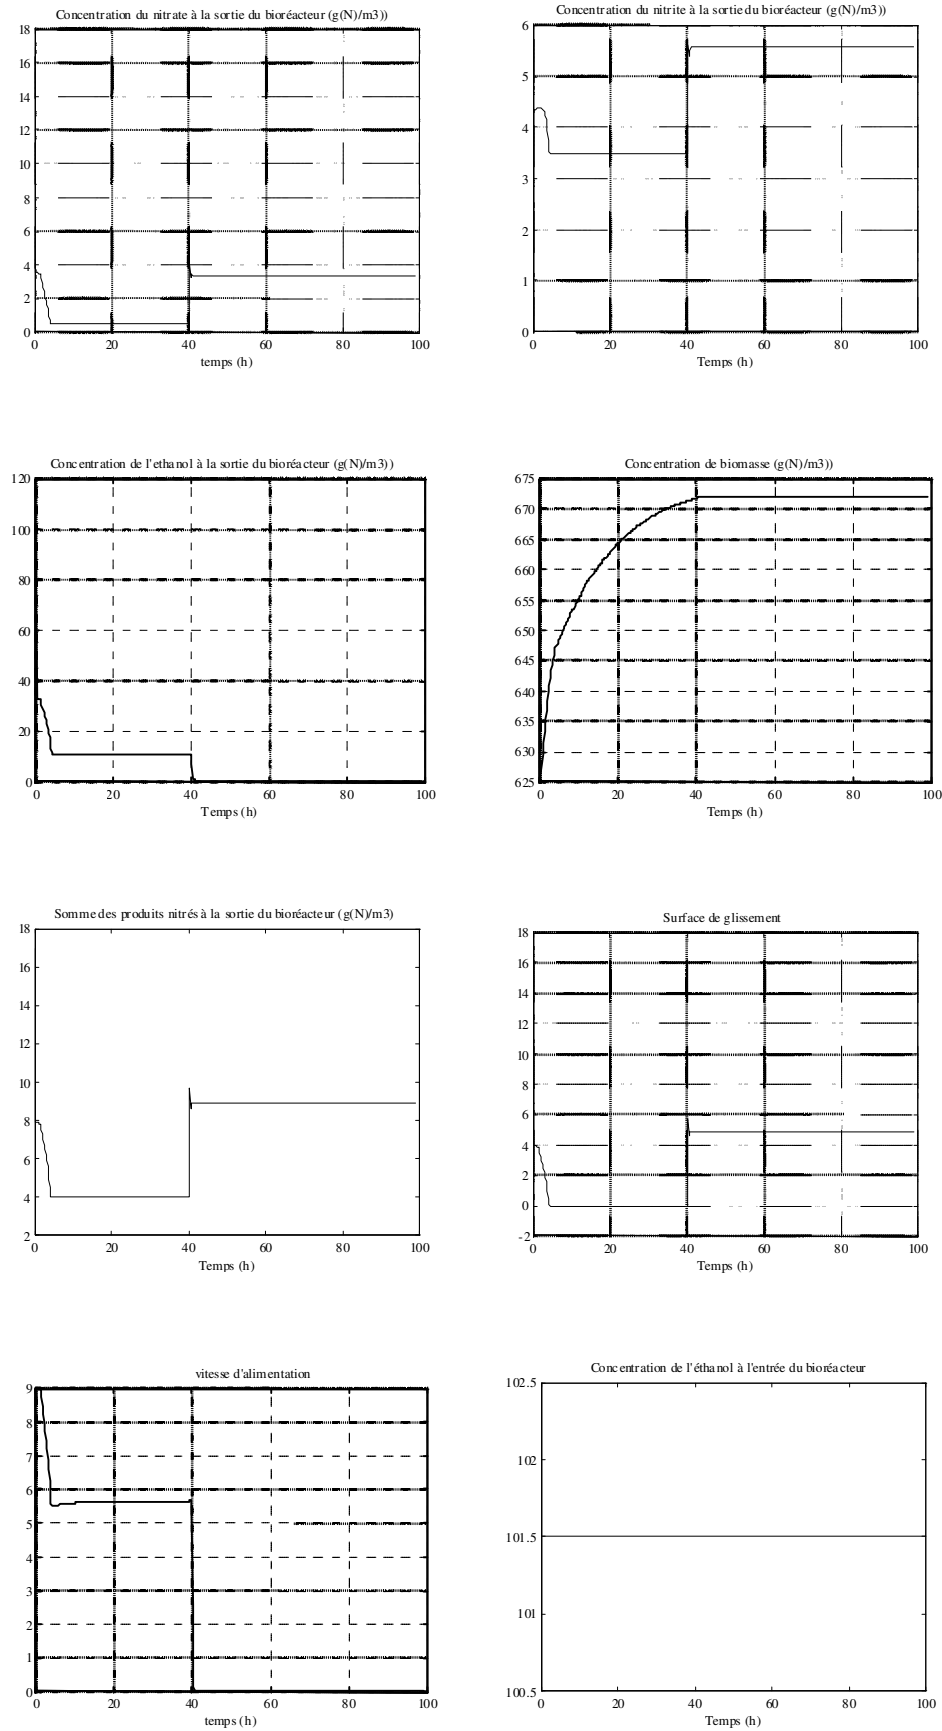 Concentration du nitrate à la sortie du bioréacteur (g(N)/m3))
18
16
14
12
10
8
6
4
2
0
0 20 40 60 80 100
temps (h)
Concentration du nitrite à la sortie du bioréacteur (g(N)/m3))
6
5
4
3
2
1
0
0 20 40 60 80 100
Temps (h)
Concentration de l'ethanol à la sortie du bioréacteur (g(N)/m3))
120
100
80
60
40
20
0
0 20 40 60 80 100
Temps (h)
Concentration de biomasse (g(N)/m3))
675
670
665
660
655
650
645
640
635
630
625
0 20 40 60 80 100
Temps (h)
Somme des produits nitrés à la sortie du bioréacteur (g(N)/m3)
18
16
14
12
10
8
6
4
2
0 20 40 60 80 100
Temps (h)
Surface de glissement
18
16
14
12
10
8
6
4
2
0
-2
0 20 40 60 80 100
Temps (h)
vitesse d'alimentation
9
8
7
6
5
4
3
2
1
0
0 20 40 60 80 100
temps (h)
Concentration de l'éthanol à l'entrée du bioréacteur
102.5
102
101.5
101
100.5
0 20 40 60 80 100
Temps (h)